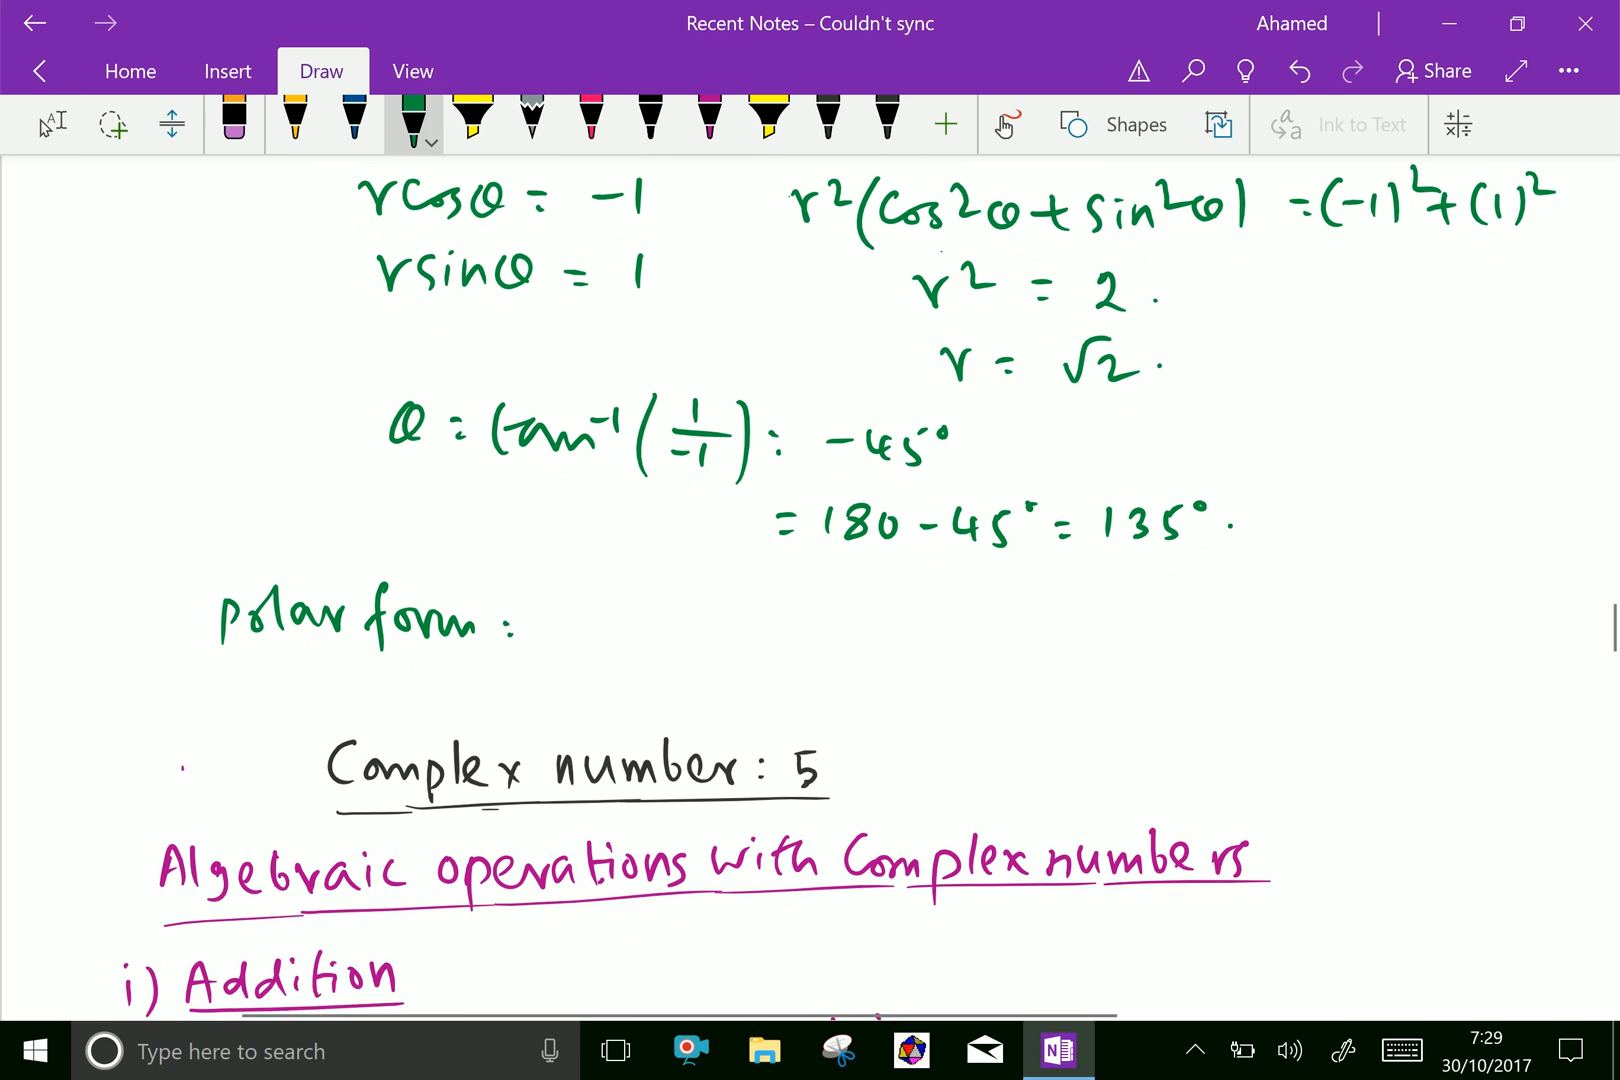 Recent Notes – Couldn't sync
Ahamed
Home Insert Draw View
Share
Shapes
Ink to Text
rcosθ = -1
r²(cos²θ + sin²θ) = (-1)² + (1)²
rsinθ = 1
r² = 2.
r = √2.
θ = tan⁻¹(1/-1) = -45°
= 180 - 45° = 135°.
polar form:
Complex number: 5
Algebraic operations with Complex numbers
i) Addition
Type here to search
7:29
30/10/2017